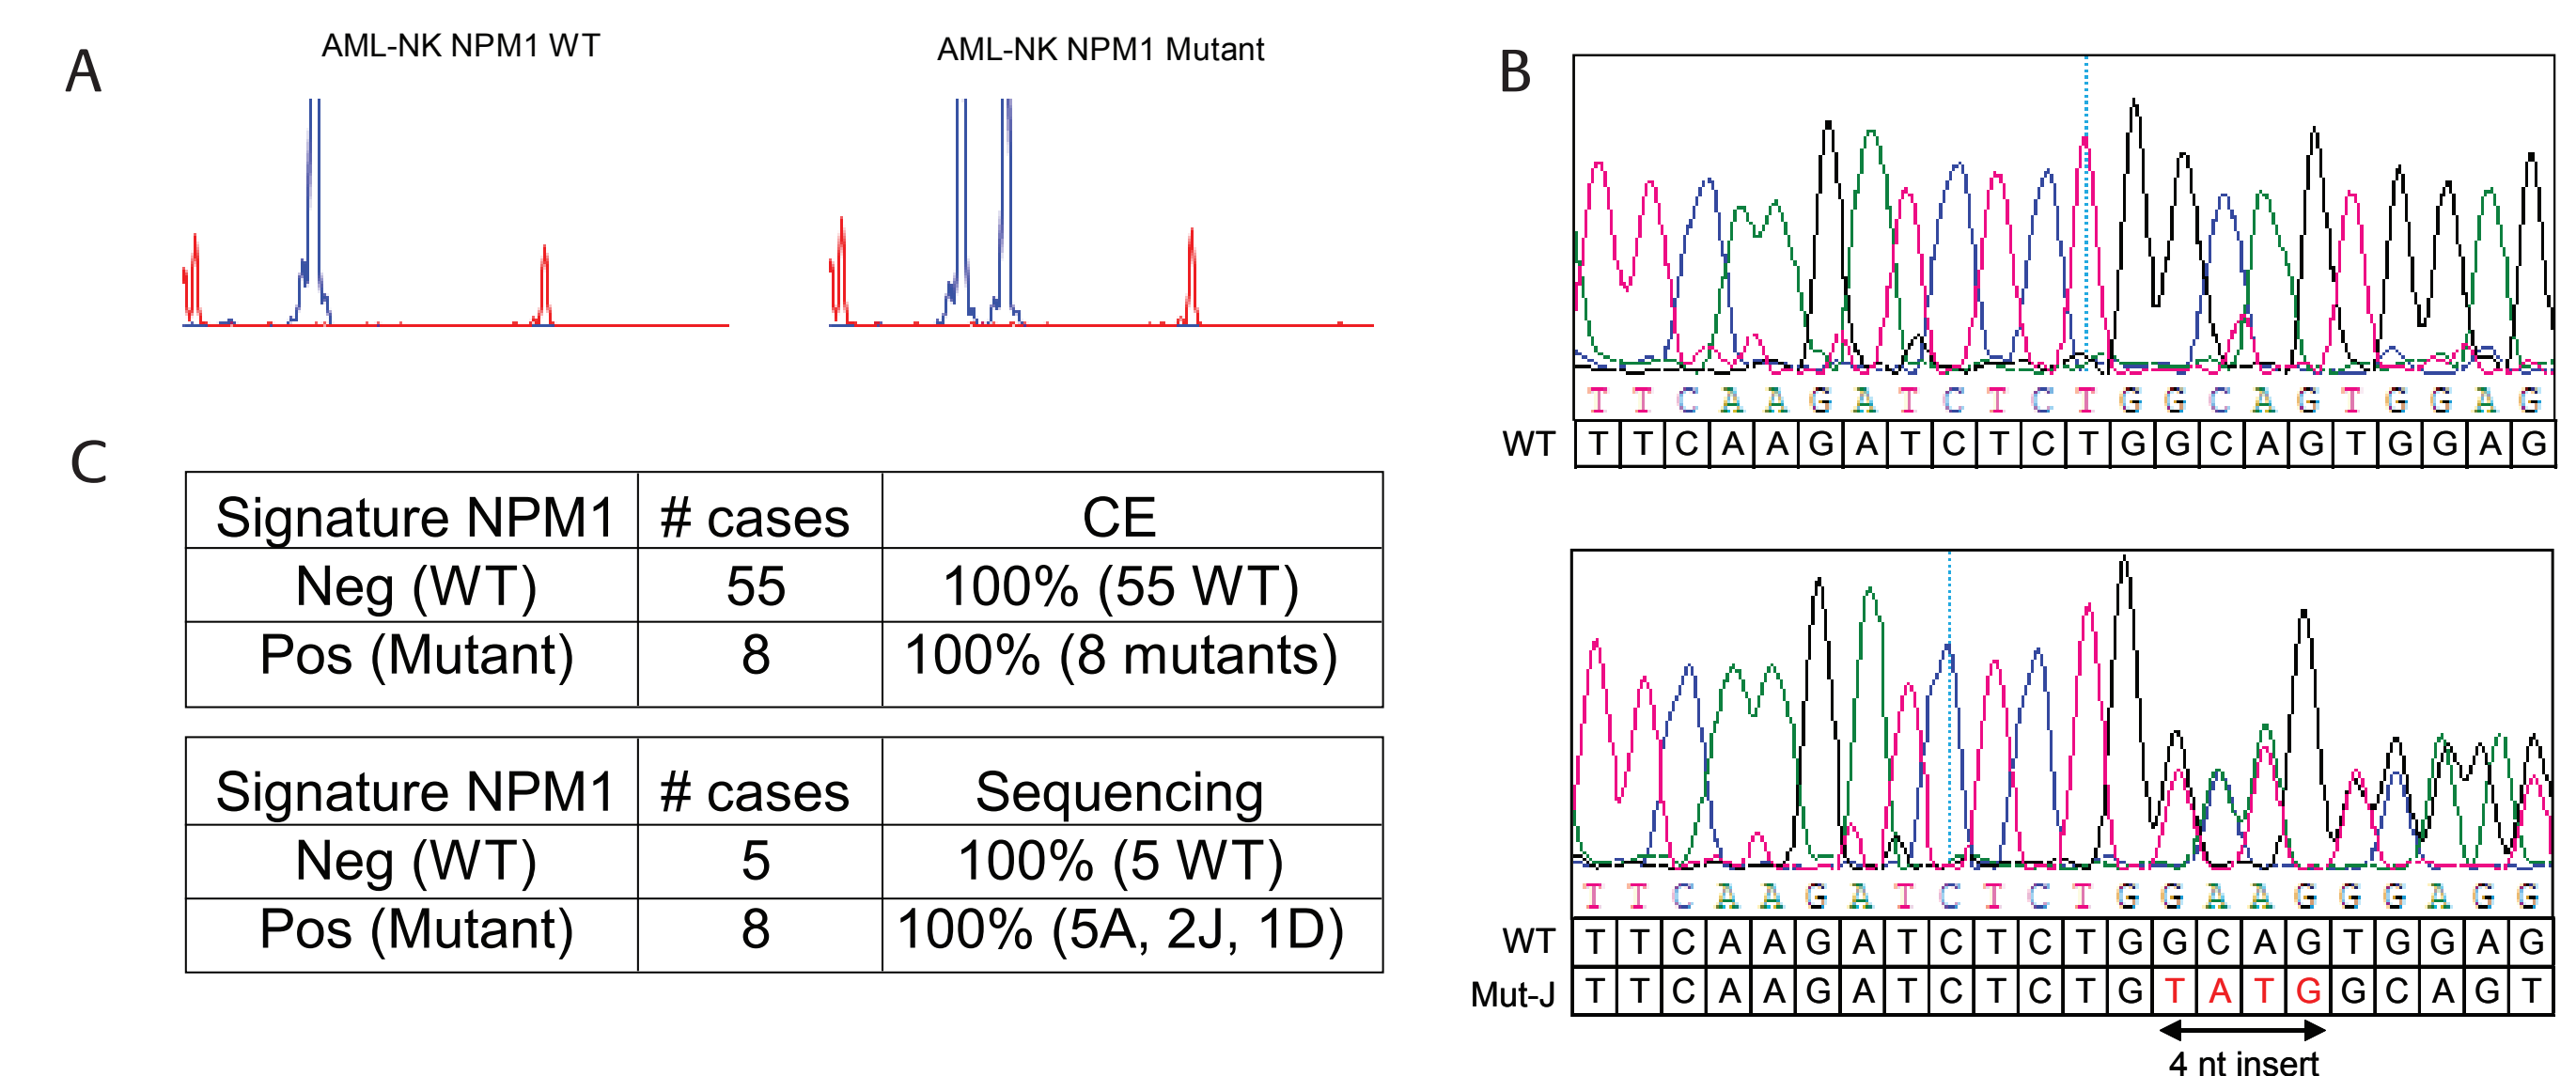 A
AML-NK NPM1 WT
AML-NK NPM1 Mutant
B
T T C A A G A T C T C T G G C A G T G G A G
WT T T C A A G A T C T C T G G C A G T G G A G
T T C A A G A T C T C T G G A A G G G A G G
WT T T C A A G A T C T C T G G C A G T G G A G
Mut-J T T C A A G A T C T C T G T A T G G C A G T
4 nt insert
C
Signature NPM1 # cases CE
Neg (WT) 55 100% (55 WT)
Pos (Mutant) 8 100% (8 mutants)
Signature NPM1 # cases Sequencing
Neg (WT) 5 100% (5 WT)
Pos (Mutant) 8 100% (5A, 2J, 1D)